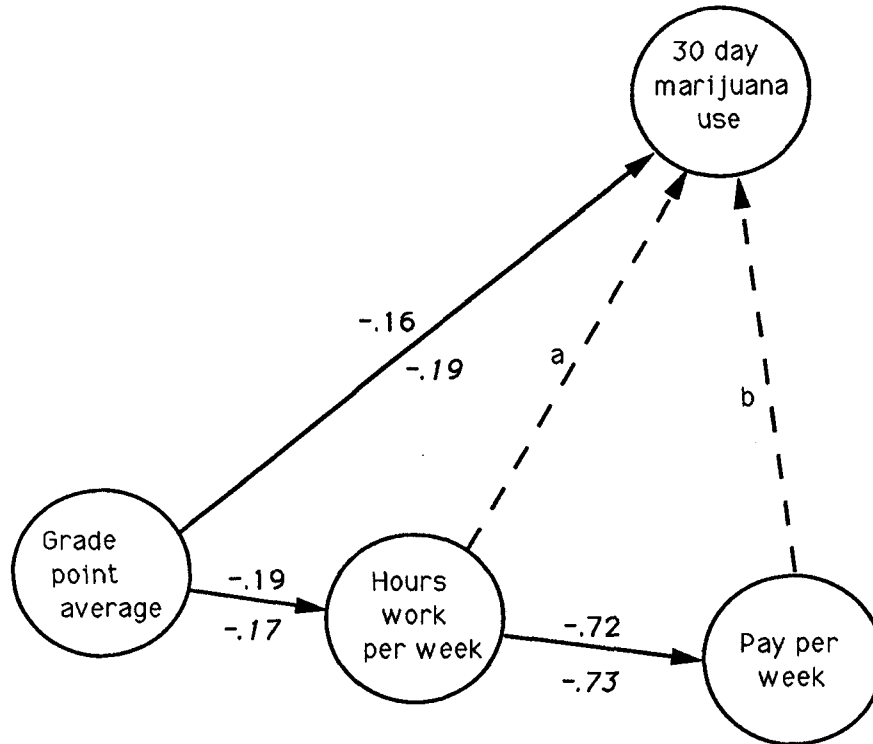 30 day
marijuana
use
-.16
-.19
a
b
Grade
point
average
-.19
-.17
Hours
work
per week
-.72
-.73
Pay per
week